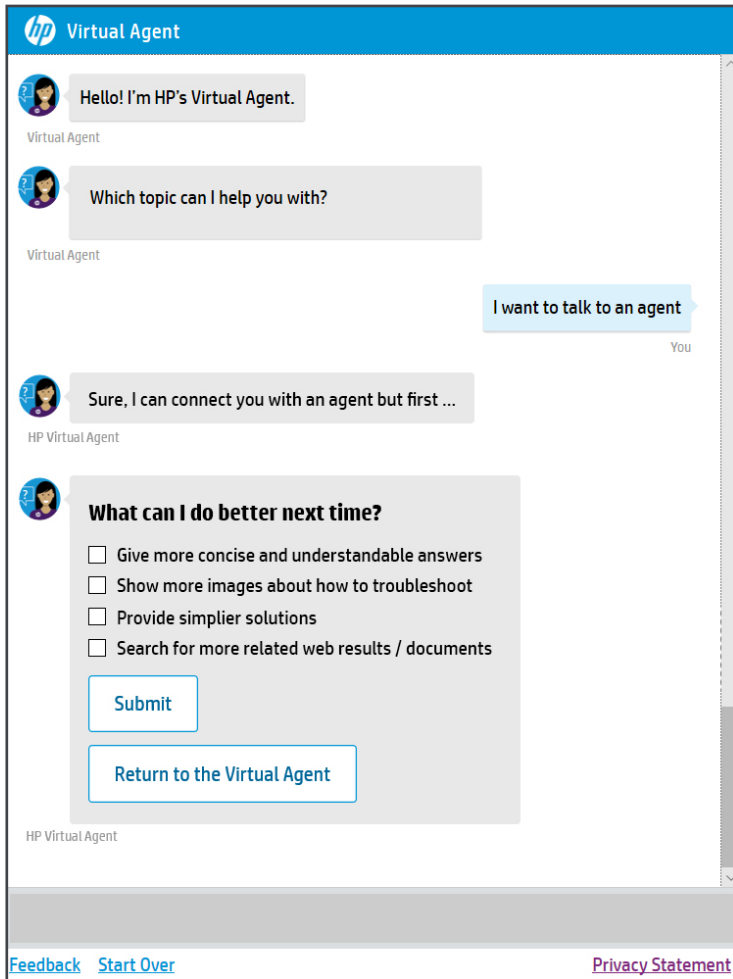 hp Virtual Agent
Hello! I'm HP's Virtual Agent.
Virtual Agent
Which topic can I help you with?
Virtual Agent
I want to talk to an agent
You
Sure, I can connect you with an agent but first ...
HP Virtual Agent
What can I do better next time?
Give more concise and understandable answers
Show more images about how to troubleshoot
Provide simplier solutions
Search for more related web results / documents
Submit
Return to the Virtual Agent
HP Virtual Agent
Feedback Start Over Privacy Statement